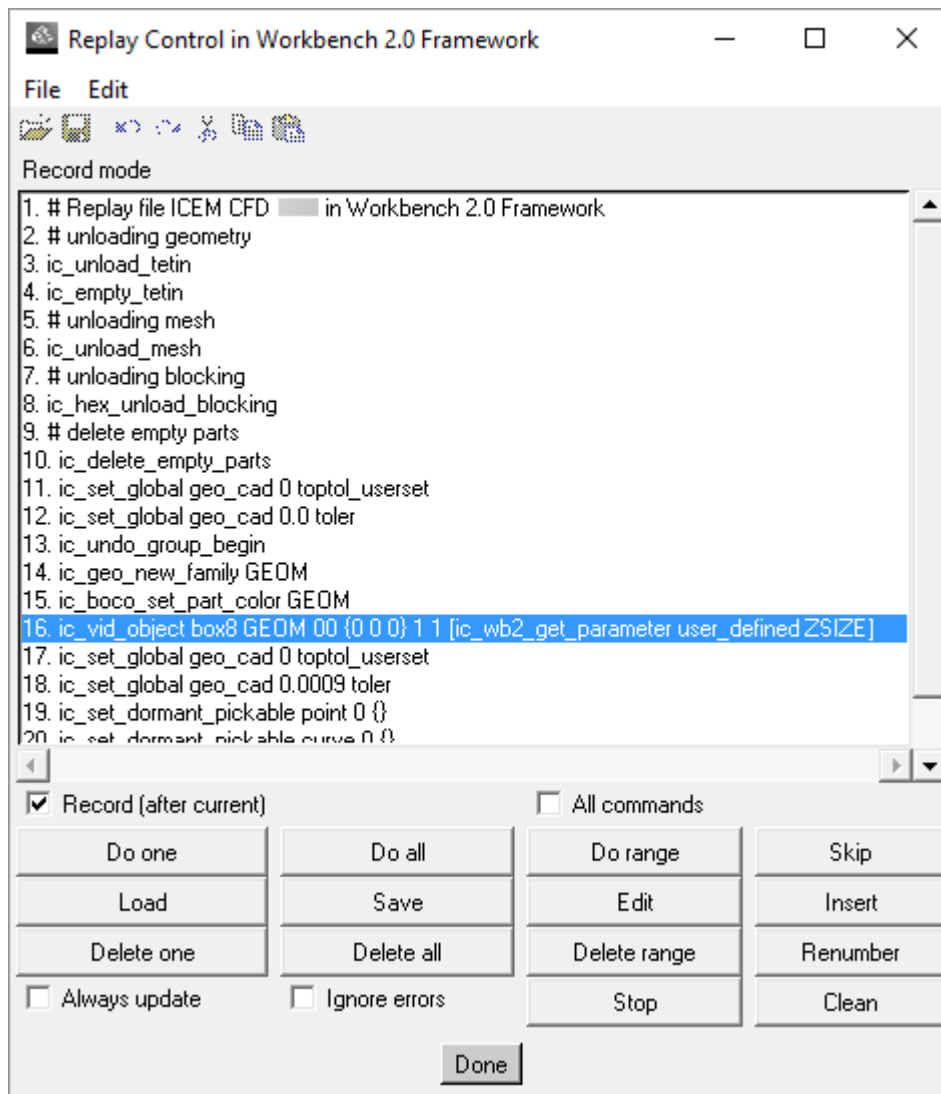 Replay Control in Workbench 2.0 Framework
File Edit
Record mode
1. # Replay file ICEM CFD in Workbench 2.0 Framework
2. # unloading geometry
3. ic_unload_tetin
4. ic_empty_tetin
5. # unloading mesh
6. ic_unload_mesh
7. # unloading blocking
8. ic_hex_unload_blocking
9. # delete empty parts
10. ic_delete_empty_parts
11. ic_set_global geo_cad 0 toptol_userset
12. ic_set_global geo_cad 0.0 toler
13. ic_undo_group_begin
14. ic_geo_new_family GEOM
15. ic_boco_set_part_color GEOM
16. ic_vid_object box8 GEOM 00 {0 0 0} 1 1 [ic_wb2_get_parameter user_defined ZSIZE]
17. ic_set_global geo_cad 0 toptol_userset
18. ic_set_global geo_cad 0.0009 toler
19. ic_set_dormant_pickable point 0 {}
20. ic_set_dormant_pickable curve 0 {}
Record (after current) All commands
Do one Do all Do range Skip
Load Save Edit Insert
Delete one Delete all Delete range Renumber
Always update Ignore errors Stop Clean
Done